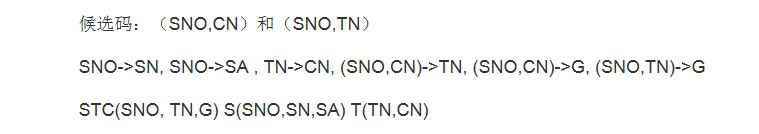 候选码：（SNO,CN）和（SNO,TN）
SNO->SN, SNO->SA , TN->CN, (SNO,CN)->TN, (SNO,CN)->G, (SNO,TN)->G
STC(SNO, TN,G) S(SNO,SN,SA) T(TN,CN)